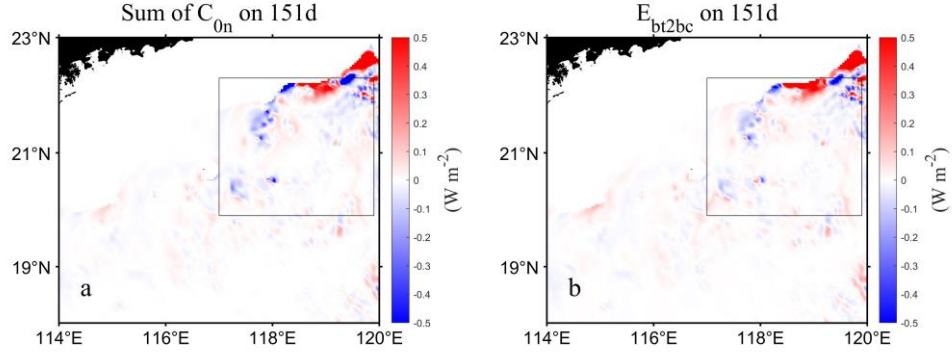 Sum of C₀ₙ on 151d
23°N
21°N
19°N
114°E
116°E
118°E
120°E
a
0.5
0.4
0.3
0.2
0.1
0
-0.1
-0.2
-0.3
-0.4
-0.5
(W m⁻²)
E_bt2bc on 151d
23°N
21°N
19°N
114°E
116°E
118°E
120°E
b
0.5
0.4
0.3
0.2
0.1
0
-0.1
-0.2
-0.3
-0.4
-0.5
(W m⁻²)